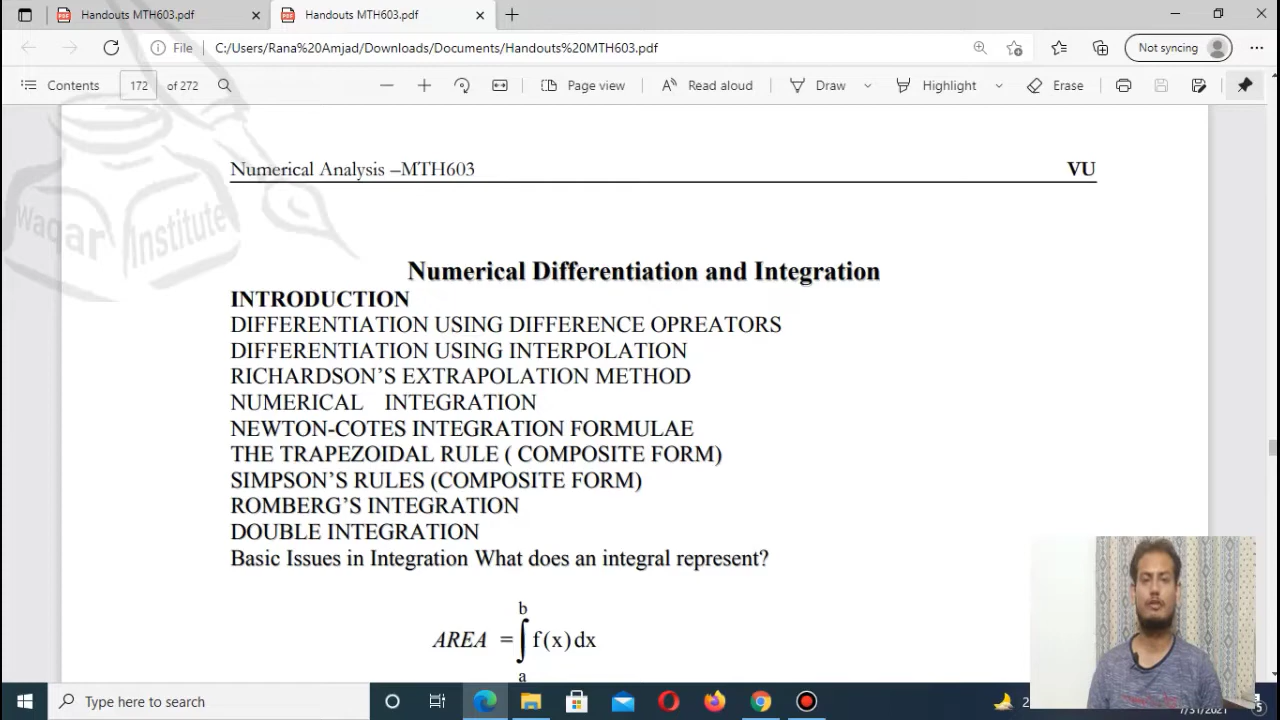 Handouts MTH603.pdf
Handouts MTH603.pdf
File
C:/Users/Rana%20Amjad/Downloads/Documents/Handouts%20MTH603.pdf
Not syncing
Contents
172
of 272
Page view
Read aloud
Draw
Highlight
Erase
Numerical Analysis –MTH603
VU
Waqar Institute
Numerical Differentiation and Integration
INTRODUCTION
DIFFERENTIATION USING DIFFERENCE OPREATORS
DIFFERENTIATION USING INTERPOLATION
RICHARDSON’S EXTRAPOLATION METHOD
NUMERICAL INTEGRATION
NEWTON-COTES INTEGRATION FORMULAE
THE TRAPEZOIDAL RULE ( COMPOSITE FORM)
SIMPSON’S RULES (COMPOSITE FORM)
ROMBERG’S INTEGRATION
DOUBLE INTEGRATION
Basic Issues in Integration What does an integral represent?
b
AREA = ∫ f(x) dx
a
Type here to search
7/31/2021